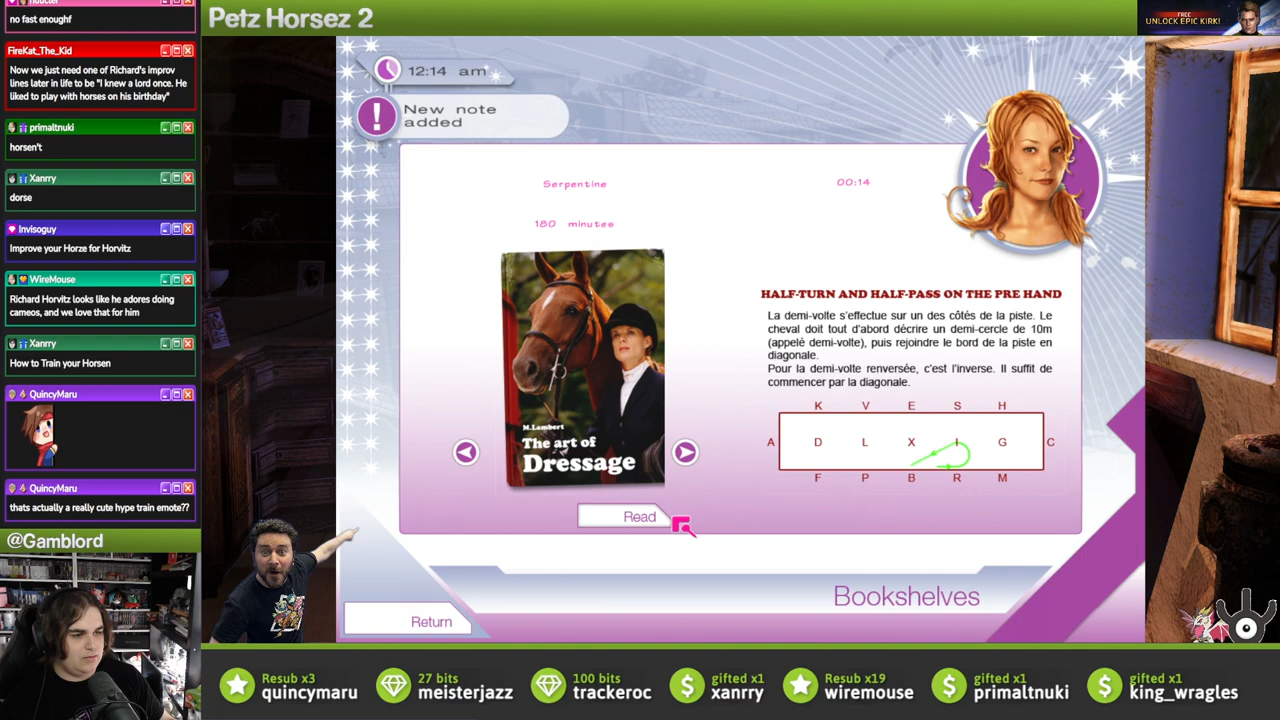 Petz Horsez 2
FREE
UNLOCK EPIC KIRK!
no fast enoughf
FireKat_The_Kid
Now we just need one of Richard's improv
lines later in life to be "I knew a lord once. He
liked to play with horses on his birthday"
primaltnuki
horsen't
Xanrry
dorse
Invisoguy
Improve your Horze for Horvitz
WireMouse
Richard Horvitz looks like he adores doing
cameos, and we love that for him
Xanrry
How to Train your Horsen
QuincyMaru
QuincyMaru
thats actually a really cute hype train emote??
@Gamblord
12:14 am
!
New note
added
Serpentine
180 minutes
M.Lambert
The art of
Dressage
Read
00:14
HALF-TURN AND HALF-PASS ON THE PRE HAND
La demi-volte s'effectue sur un des côtés de la piste. Le
cheval doit tout d'abord décrire un demi-cercle de 10m
(appelé demi-volte), puis rejoindre le bord de la piste en
diagonale.
Pour la demi-volte renversée, c'est l'inverse. Il suffit de
commencer par la diagonale.
K V E S H
A D L X I G C
F P B R M
Bookshelves
Return
Resub x3
quincymaru
27 bits
meisterjazz
100 bits
trackeroc
gifted x1
xanrry
Resub x19
wiremouse
gifted x1
primaltnuki
gifted x1
king_wragles